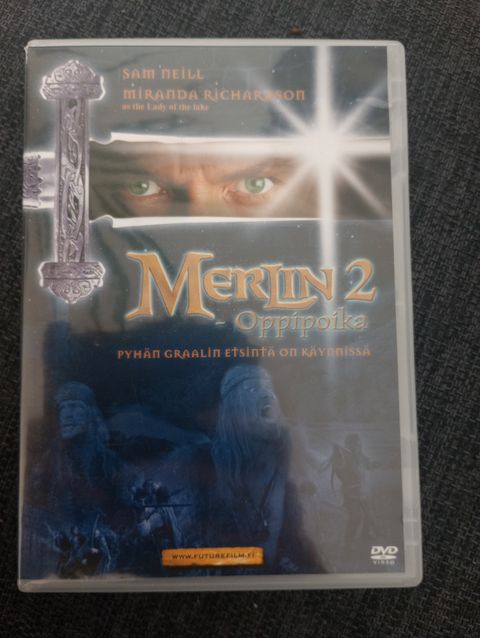 SAM NEILL
MIRANDA RICHARDSON
as the Lady of the lake
MERLIN 2
- Oppipoika
PYHÄN GRAALIN ETSINTÄ ON KÄYNNISSÄ
WWW.FUTUREFILM.FI
DVD
VIDEO